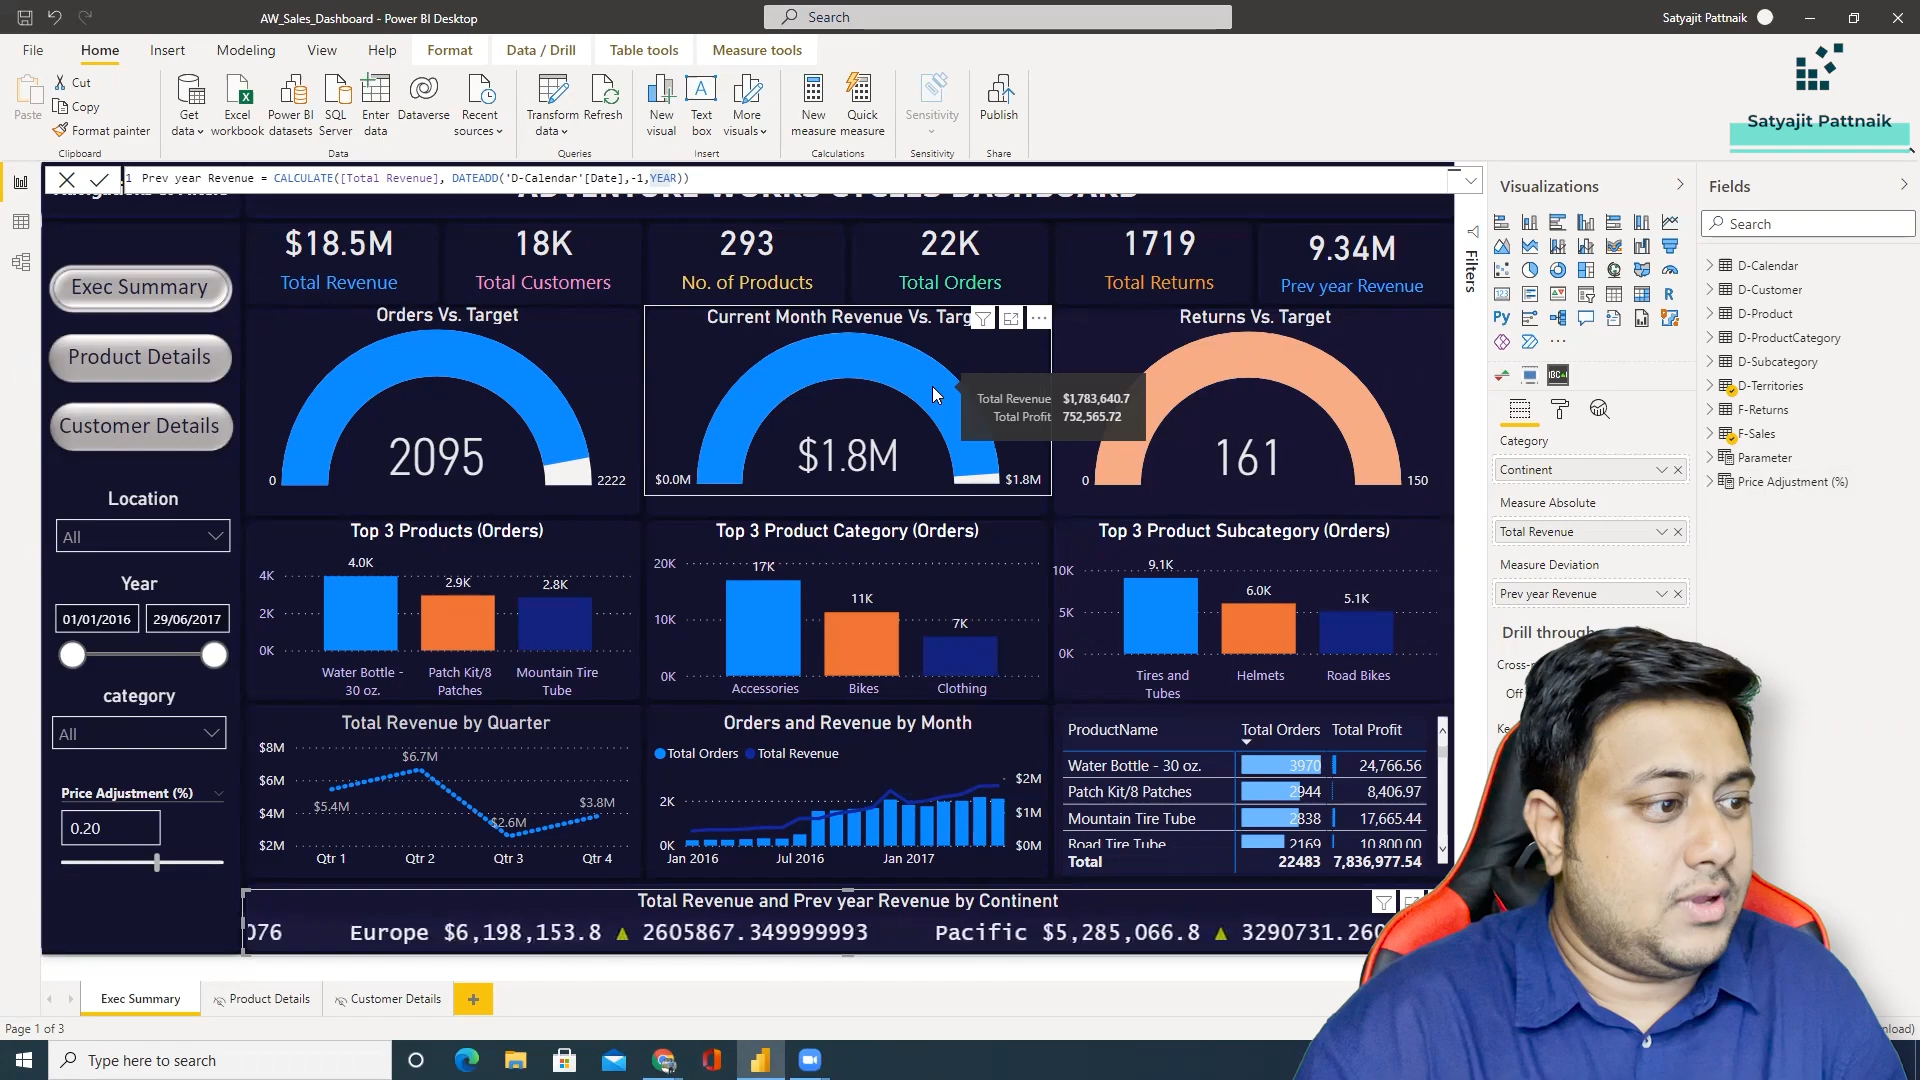 AW_Sales_Dashboard - Power BI Desktop
Search
Satyajit Pattnaik
File Home Insert Modeling View Help Format Data / Drill Table tools Measure tools
Paste
Cut
Copy
Format painter
Get data
Excel workbook
Power BI datasets
SQL Server
Enter data
Dataverse
Recent sources
Transform data
Refresh
New visual
Text box
More visuals
New measure
Quick measure
Sensitivity
Publish
Clipboard Data Queries Insert Calculations Sensitivity Share
Satyajit Pattnaik
1 Prev year Revenue = CALCULATE([Total Revenue], DATEADD('D-Calendar'[Date],-1,YEAR))
ADVENTURE WORKS CYCLES DASHBOARD
$18.5M
Total Revenue
18K
Total Customers
293
No. of Products
22K
Total Orders
1719
Total Returns
9.34M
Prev year Revenue
Exec Summary
Product Details
Customer Details
Location
All
Year
01/01/2016 29/06/2017
category
All
Price Adjustment (%)
0.20
Orders Vs. Target
2095
0 2222
Current Month Revenue Vs. Targ
Total Revenue $1,783,640.7
Total Profit 752,565.72
$1.8M
$0.0M $1.8M
Returns Vs. Target
161
0 150
Top 3 Products (Orders)
4K
2K
0K
4.0K 2.9K 2.8K
Water Bottle - 30 oz.
Patch Kit/8 Patches
Mountain Tire Tube
Top 3 Product Category (Orders)
20K
10K
0K
17K 11K 7K
Accessories Bikes Clothing
Top 3 Product Subcategory (Orders)
10K
5K
0K
9.1K 6.0K 5.1K
Tires and Tubes
Helmets
Road Bikes
Total Revenue by Quarter
$8M
$6M
$4M
$2M
$5.4M $6.7M $2.6M $3.8M
Qtr 1 Qtr 2 Qtr 3 Qtr 4
Orders and Revenue by Month
Total Orders Total Revenue
2K
0K
$2M
$1M
$0M
Jan 2016 Jul 2016 Jan 2017
ProductName Total Orders Total Profit
Water Bottle - 30 oz. 3970 24,766.56
Patch Kit/8 Patches 2944 8,406.97
Mountain Tire Tube 2838 17,665.44
Road Tire Tube 2169 10,800.00
Total 22483 7,836,977.54
Total Revenue and Prev year Revenue by Continent
076 Europe $6,198,153.8 ▲ 2605867.349999993 Pacific $5,285,066.8 ▲ 3290731.260
Filters
Visualizations
R
Py
IBC
Category
Continent
Measure Absolute
Total Revenue
Measure Deviation
Prev year Revenue
Drill through
Cross-
Off
Fields
Search
D-Calendar
D-Customer
D-Product
D-ProductCategory
D-Subcategory
D-Territories
F-Returns
F-Sales
Parameter
Price Adjustment (%)
Exec Summary Product Details Customer Details +
Page 1 of 3
Type here to search